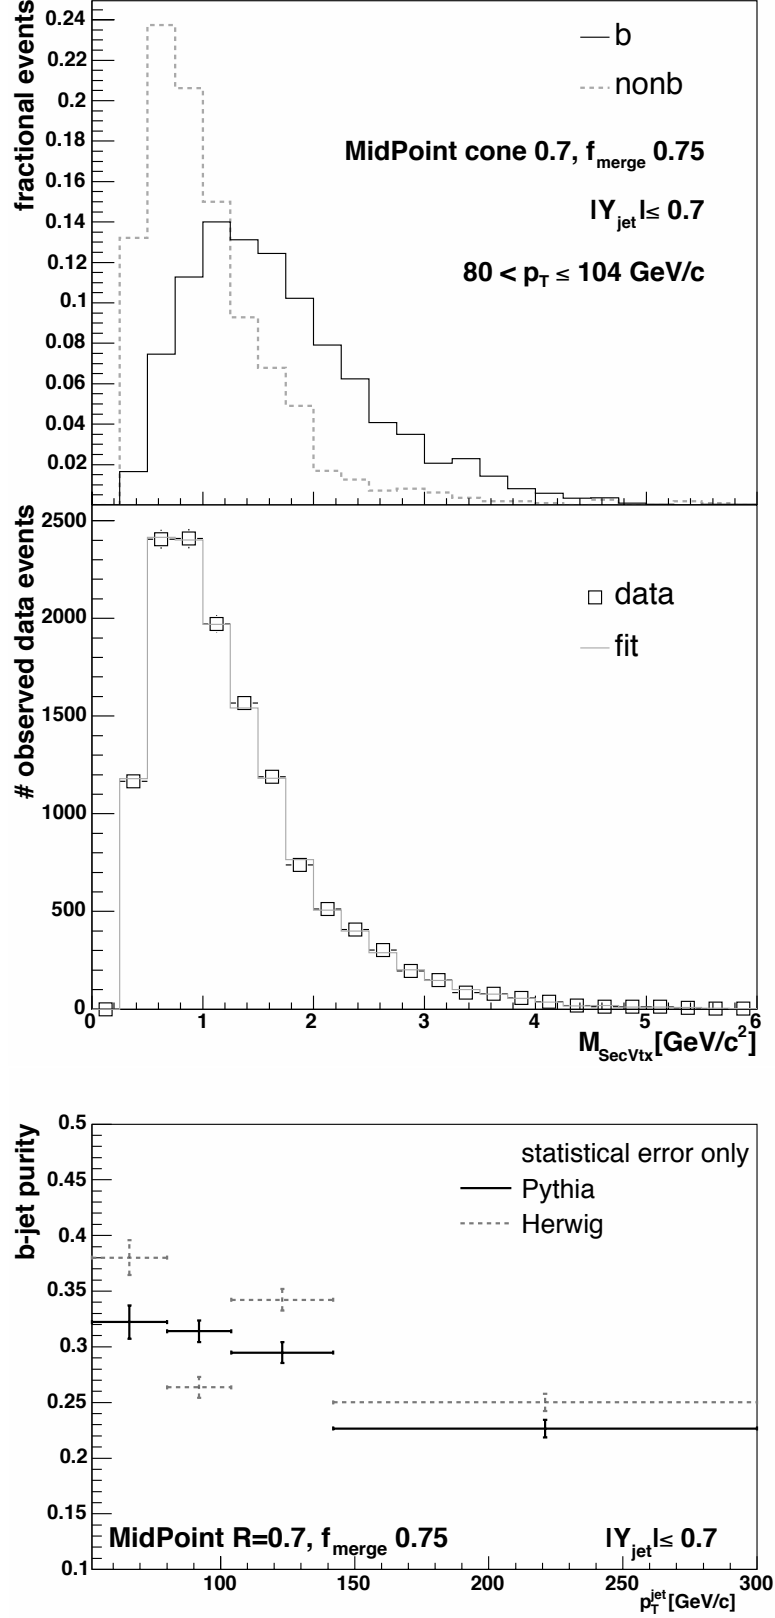 fractional events
0.24
0.22
0.2
0.18
0.16
0.14
0.12
0.1
0.08
0.06
0.04
0.02
b
nonb
MidPoint cone 0.7, f_merge 0.75
|Y_jet|≤ 0.7
80 < p_T ≤ 104 GeV/c
# observed data events
2500
2000
1500
1000
500
0
data
fit
0 1 2 3 4 5 6
M_SecVtx [GeV/c²]
b-jet purity
0.5
0.45
0.4
0.35
0.3
0.25
0.2
0.15
0.1
statistical error only
Pythia
Herwig
MidPoint R=0.7, f_merge 0.75
|Y_jet|≤ 0.7
100 150 200 250 300
p_T^jet [GeV/c]